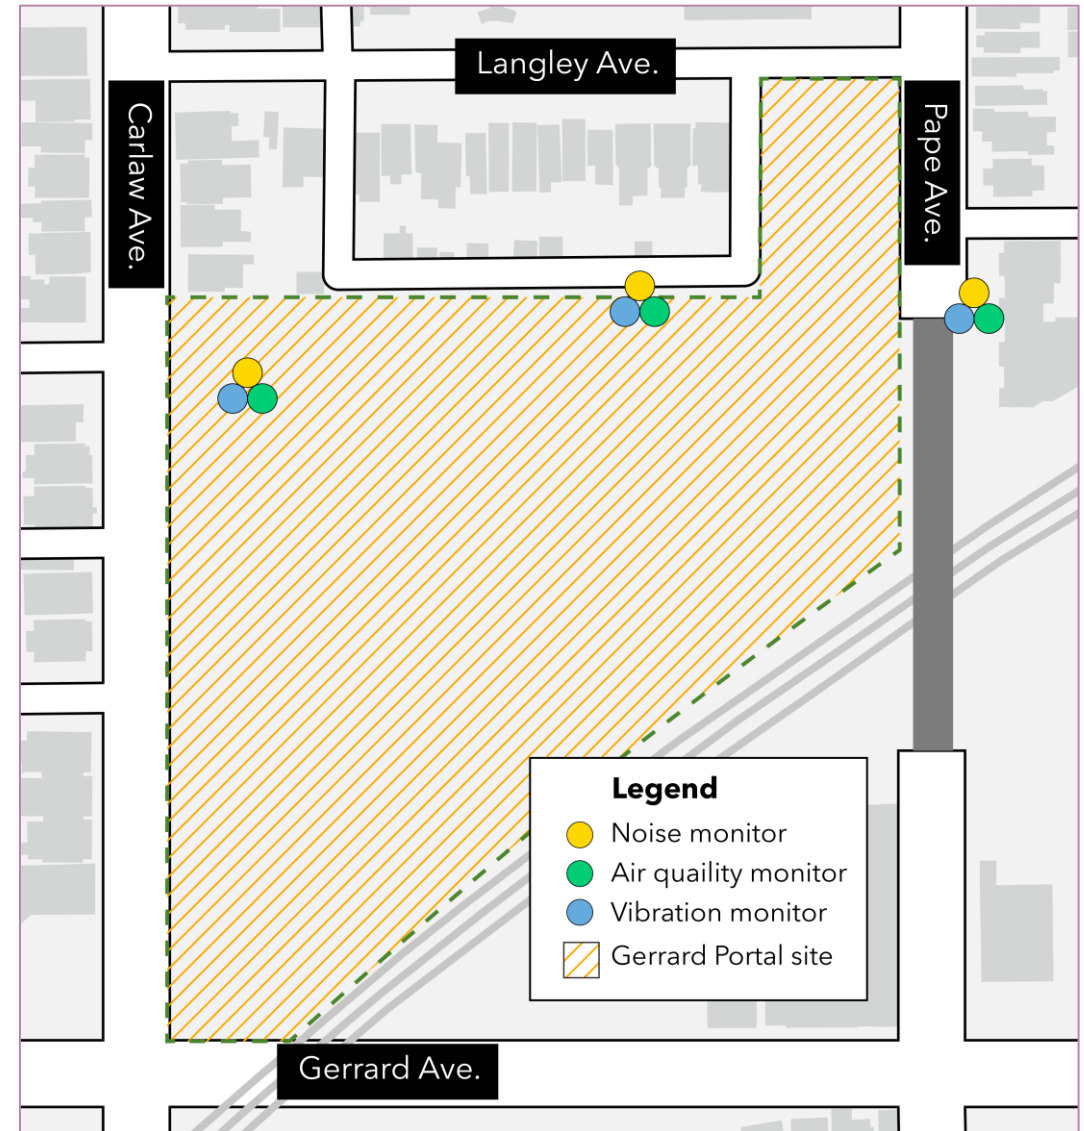 Langley Ave.
Carlaw Ave.
Pape Ave.
Legend
Noise monitor
Air quaility monitor
Vibration monitor
Gerrard Portal site
Gerrard Ave.